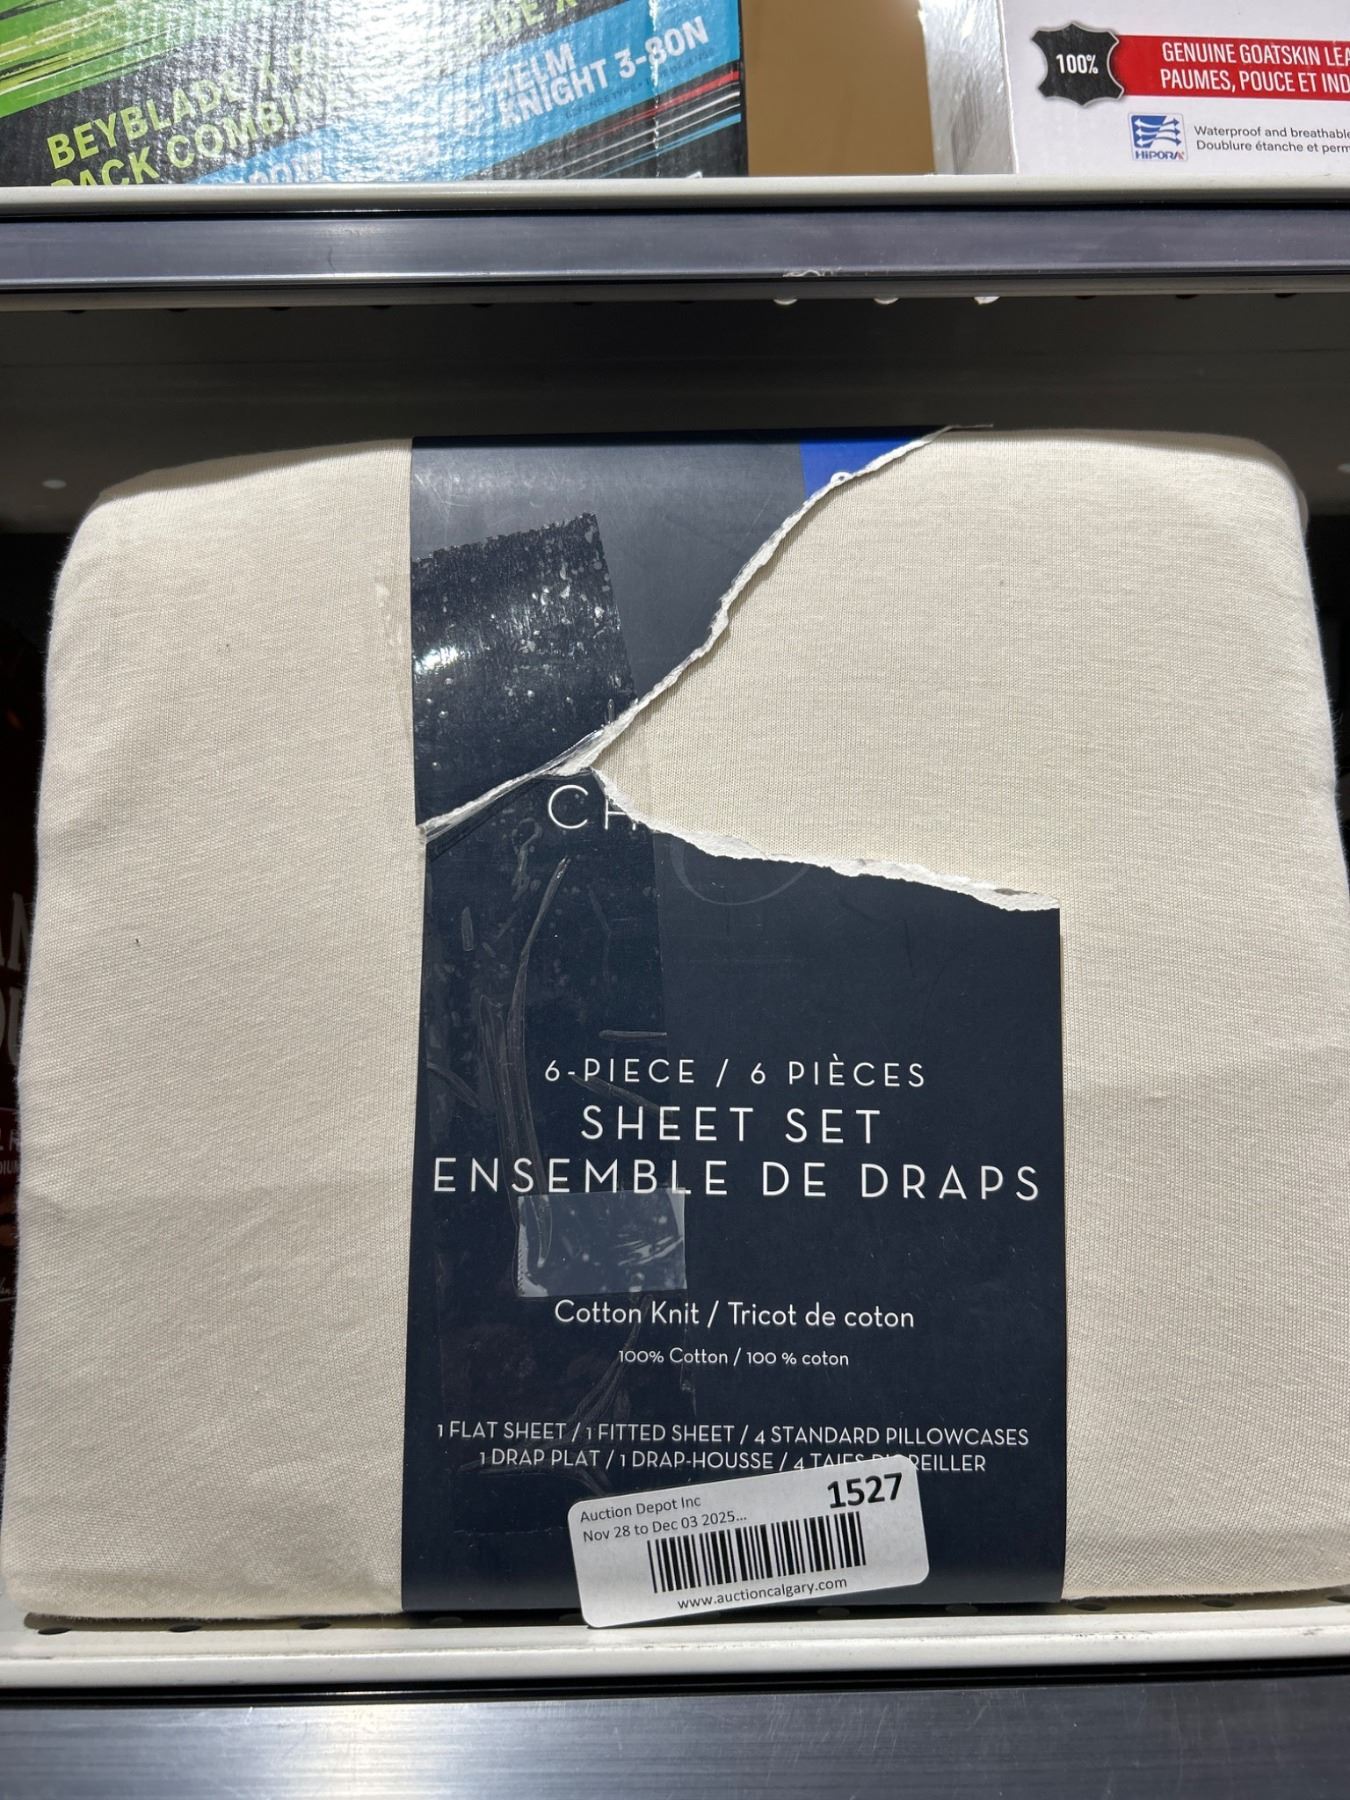 BEYBLADE X
PACK COMBIN
HELM
KNIGHT 3-80N
100%
GENUINE GOATSKIN LEA
PAUMES, POUCE ET IND
HiPORA
Waterproof and breathable
Doublure étanche et perm
CH
6-PIECE / 6 PIÈCES
SHEET SET
ENSEMBLE DE DRAPS
Cotton Knit / Tricot de coton
100% Cotton / 100 % coton
1 FLAT SHEET / 1 FITTED SHEET / 4 STANDARD PILLOWCASES
1 DRAP PLAT / 1 DRAP-HOUSSE / 4 TAIES D'OREILLER
Auction Depot Inc
1527
Nov 28 to Dec 03 2025...
www.auctioncalgary.com